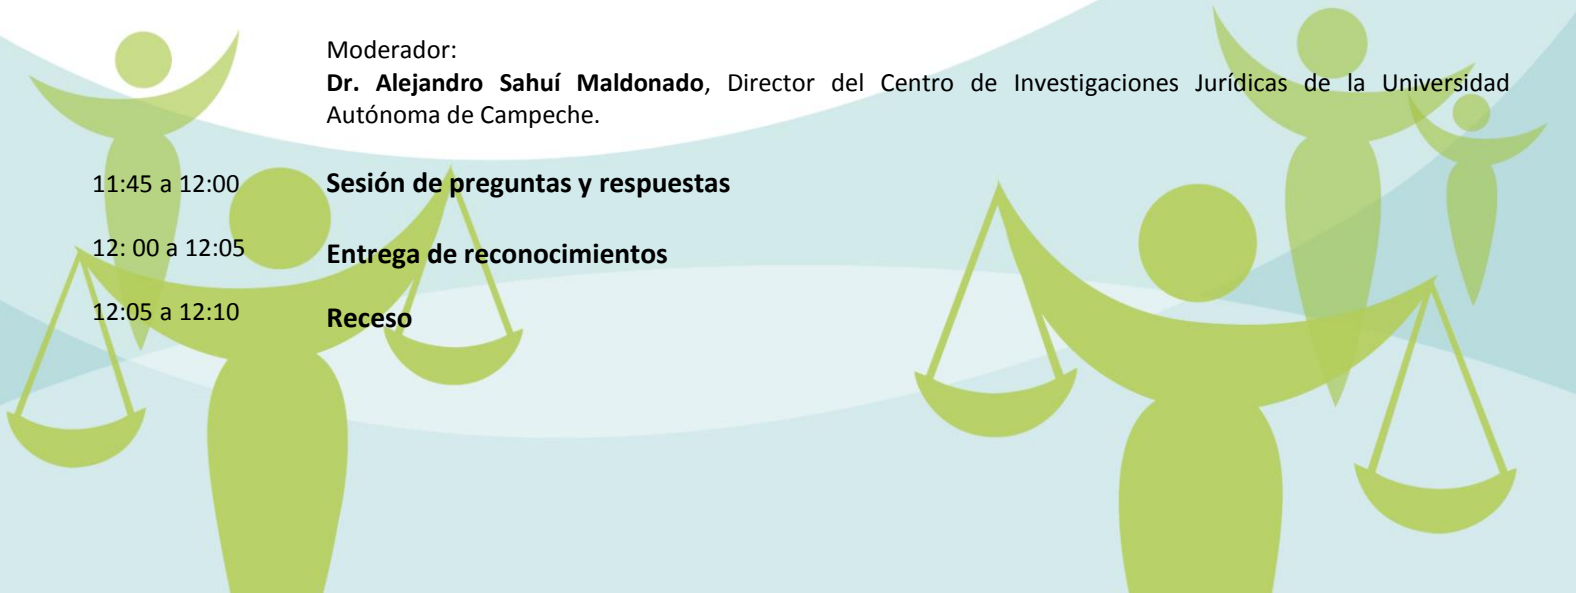 Moderador:
Dr. Alejandro Sahuí Maldonado, Director del Centro de Investigaciones Jurídicas de la Universidad
Autónoma de Campeche.
11:45 a 12:00 Sesión de preguntas y respuestas
12: 00 a 12:05 Entrega de reconocimientos
12:05 a 12:10 Receso